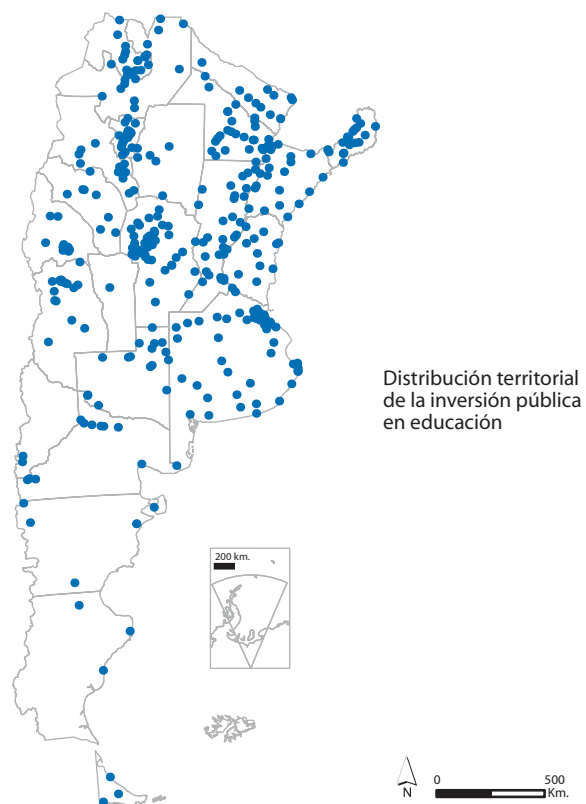 Distribución territorial
de la inversión pública
en educación
200 km.
N
0
500
Km.